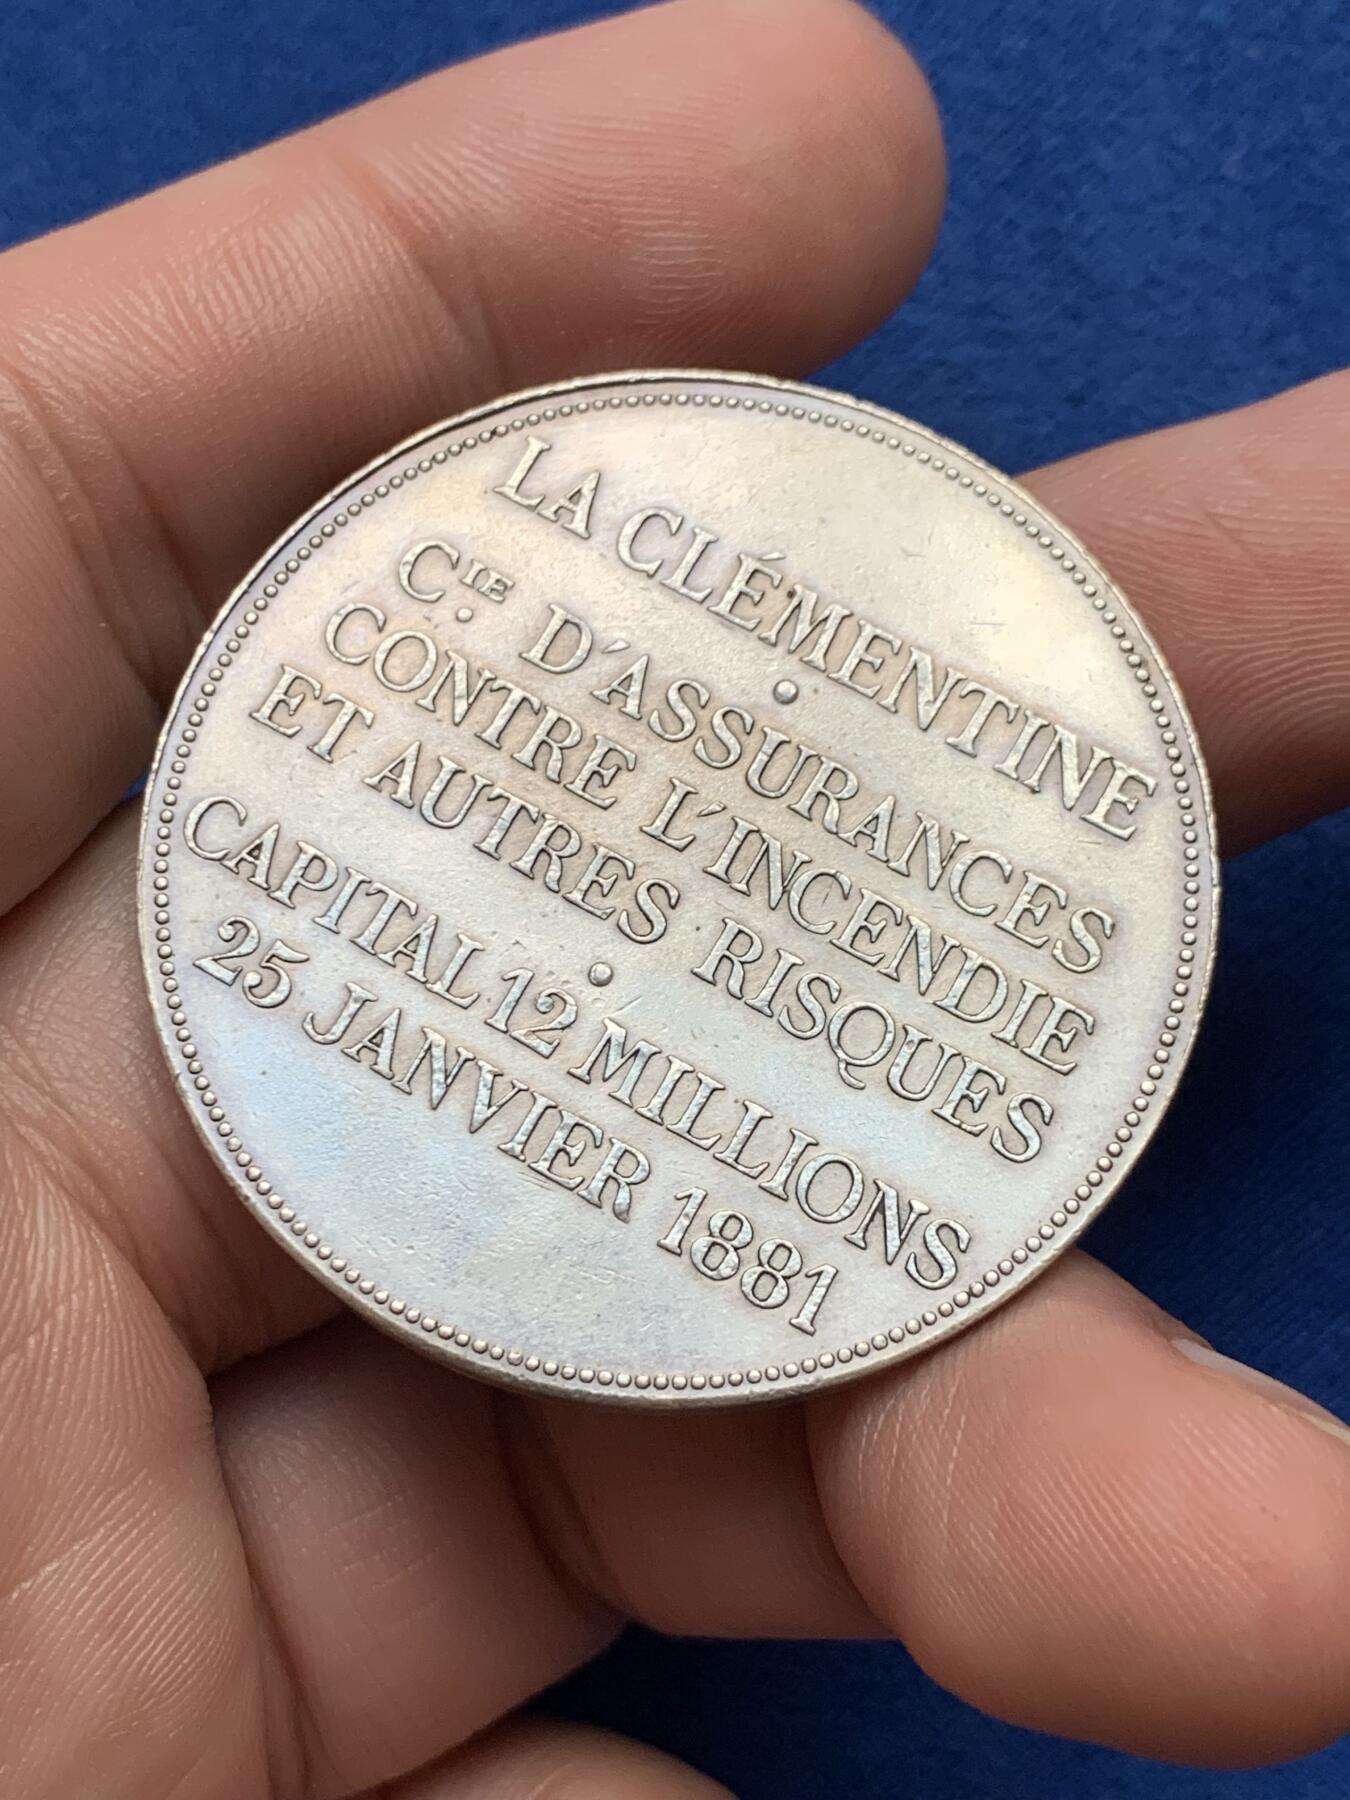 LA CLÉMENTINE
CIE D'ASSURANCES
CONTRE L'INCENDIE
ET AUTRES RISQUES
CAPITAL 12 MILLIONS
25 JANVIER 1881